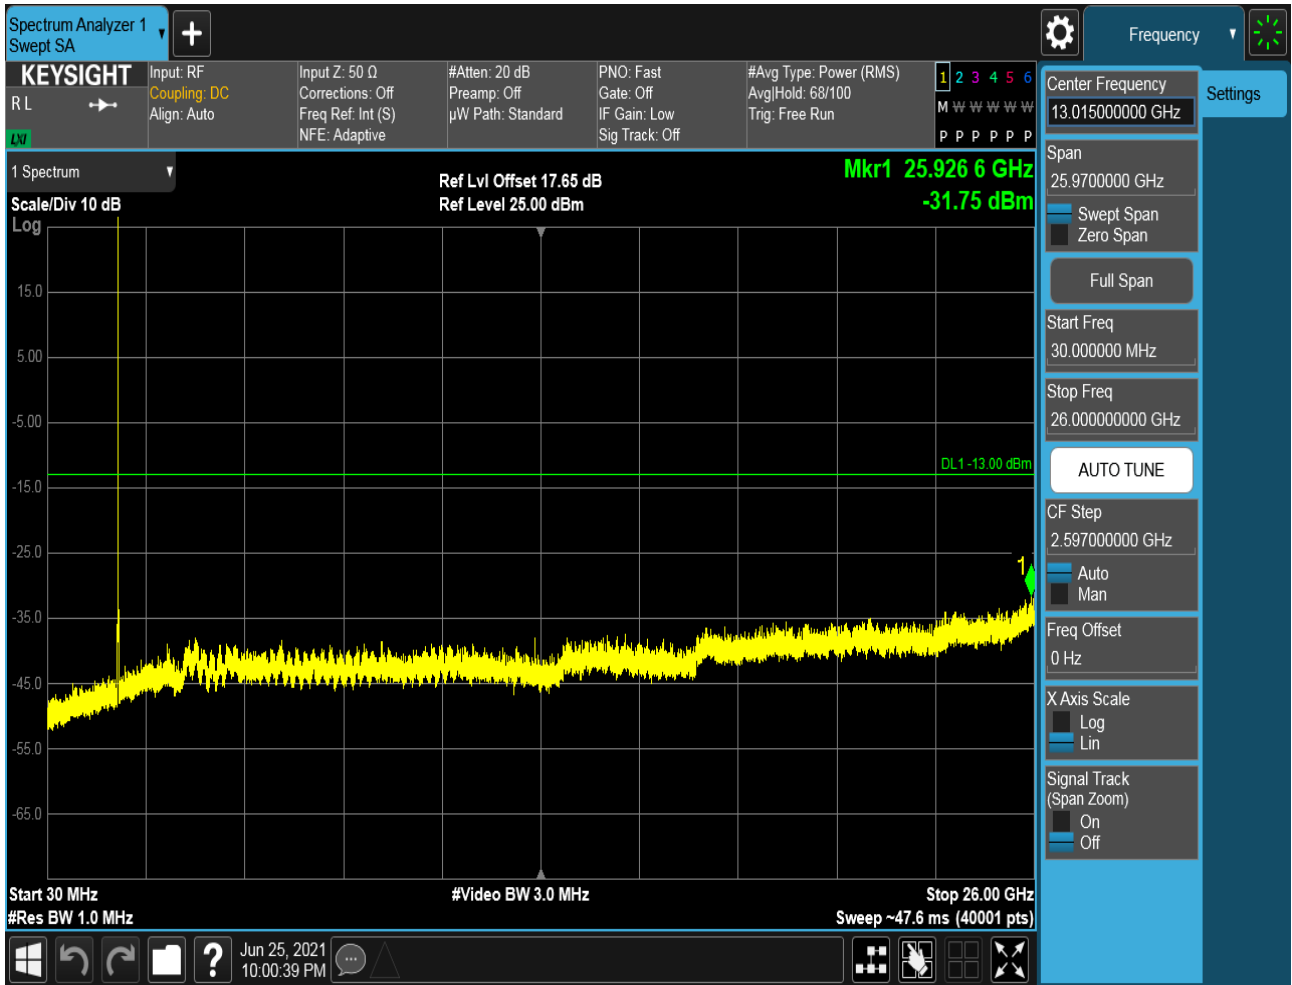 Spectrum Analyzer 1
Swept SA
Frequency
KEYSIGHT
R L
LXI
Input: RF
Coupling: DC
Align: Auto
Input Z: 50 Ω
Corrections: Off
Freq Ref: Int (S)
NFE: Adaptive
#Atten: 20 dB
Preamp: Off
µW Path: Standard
PNO: Fast
Gate: Off
IF Gain: Low
Sig Track: Off
#Avg Type: Power (RMS)
Avg|Hold: 68/100
Trig: Free Run
1 2 3 4 5 6
M W W W W W
P P P P P P
1 Spectrum
Scale/Div 10 dB
Log
Ref Lvl Offset 17.65 dB
Ref Level 25.00 dBm
Mkr1 25.926 6 GHz
-31.75 dBm
15.0
5.00
-5.00
DL1 -13.00 dBm
-15.0
-25.0
1
-35.0
-45.0
-55.0
-65.0
Start 30 MHz
#Res BW 1.0 MHz
#Video BW 3.0 MHz
Stop 26.00 GHz
Sweep ~47.6 ms (40001 pts)
Jun 25, 2021
10:00:39 PM
Center Frequency
13.015000000 GHz
Settings
Span
25.9700000 GHz
Swept Span
Zero Span
Full Span
Start Freq
30.000000 MHz
Stop Freq
26.000000000 GHz
AUTO TUNE
CF Step
2.597000000 GHz
Auto
Man
Freq Offset
0 Hz
X Axis Scale
Log
Lin
Signal Track
(Span Zoom)
On
Off